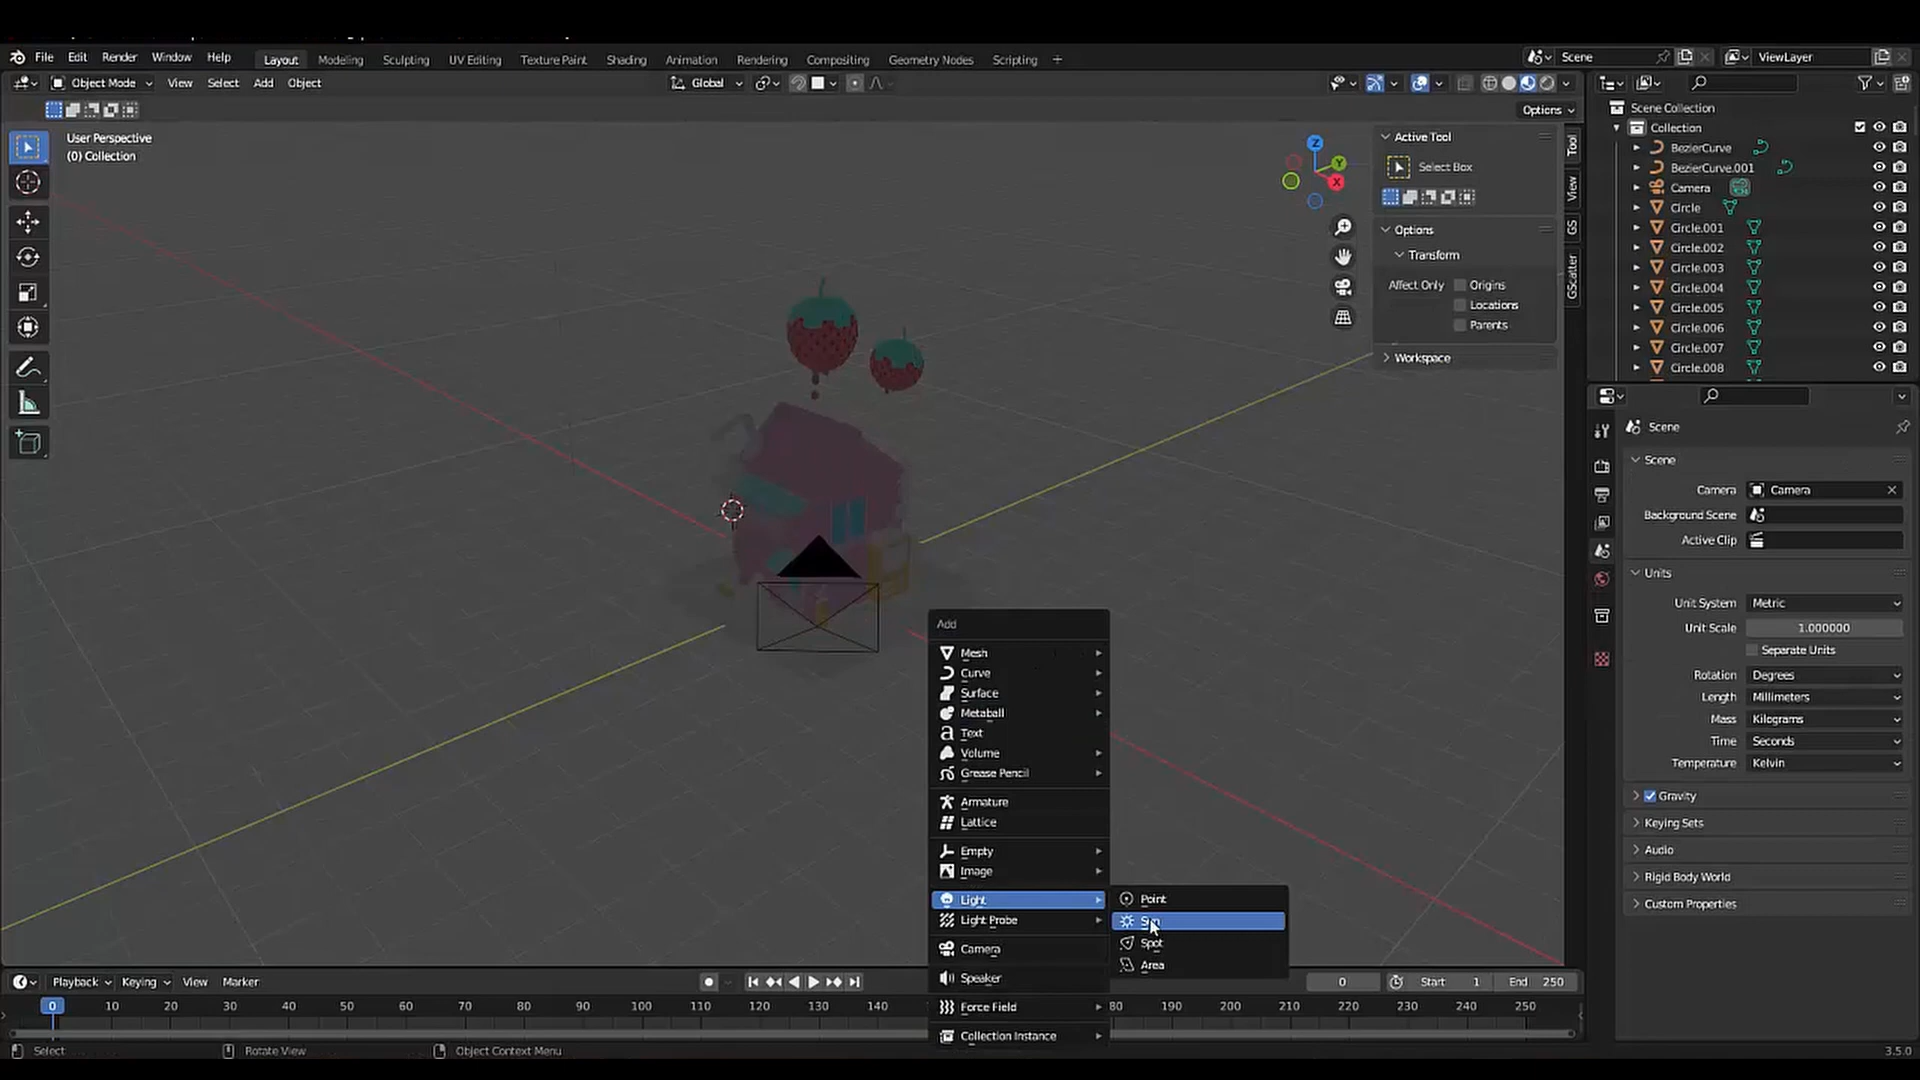 File Edit Render Window Help Layout Modeling Sculpting UV Editing Texture Paint Shading Animation Rendering Compositing Geometry Nodes Scripting + Scene ViewLayer
Object Mode View Select Add Object Global
Options
User Perspective
(0) Collection
Z
Y
X
Active Tool
Select Box
Options
Transform
Affect Only Origins
Locations
Parents
Workspace
Tool
View
GS
GScatter
Scene Collection
Collection
BezierCurve
BezierCurve.001
Camera
Circle
Circle.001
Circle.002
Circle.003
Circle.004
Circle.005
Circle.006
Circle.007
Circle.008
Scene
Scene
Camera Camera
Background Scene
Active Clip
Units
Unit System Metric
Unit Scale 1.000000
Separate Units
Rotation Degrees
Length Millimeters
Mass Kilograms
Time Seconds
Temperature Kelvin
Gravity
Keying Sets
Audio
Rigid Body World
Custom Properties
Add
Mesh
Curve
Surface
Metaball
Text
Volume
Grease Pencil
Armature
Lattice
Empty
Image
Light
Light Probe
Camera
Speaker
Force Field
Collection Instance
Point
Spot
Area
Playback Keying View Marker 0 Start 1 End 250
0 10 20 30 40 50 60 70 80 90 100 110 120 130 140 80 190 200 210 220 230 240 250
Select Rotate View Object Context Menu 3.5.0